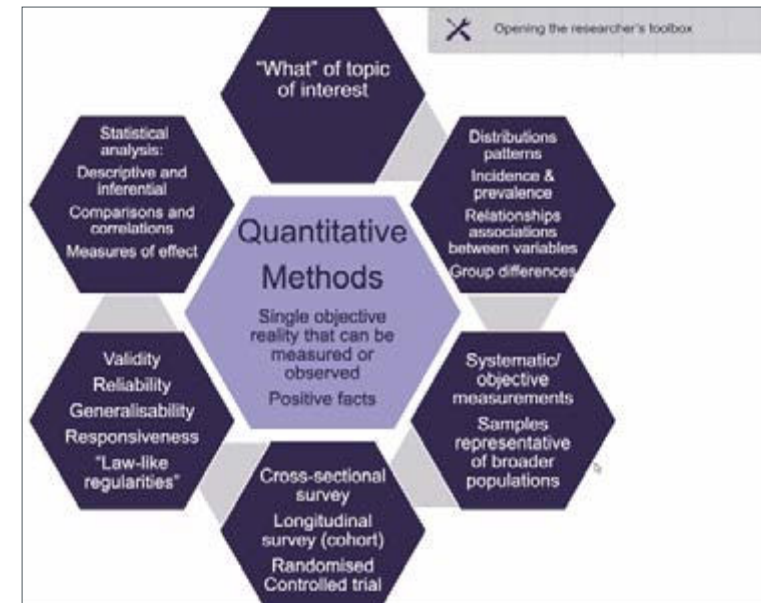 Opening the researcher's toolbox
"What" of topic
of interest
Distributions
patterns
Incidence &
prevalence
Relationships
associations
between variables
Group differences
Systematic/
objective
measurements
Samples
representative
of broader
populations
Cross-sectional
survey
Longitudinal
survey (cohort)
Randomised
Controlled trial
Validity
Reliability
Generalisability
Responsiveness
"Law-like
regularities"
Statistical
analysis:
Descriptive and
inferential
Comparisons and
correlations
Measures of effect
Quantitative
Methods
Single objective
reality that can be
measured or
observed
Positive facts